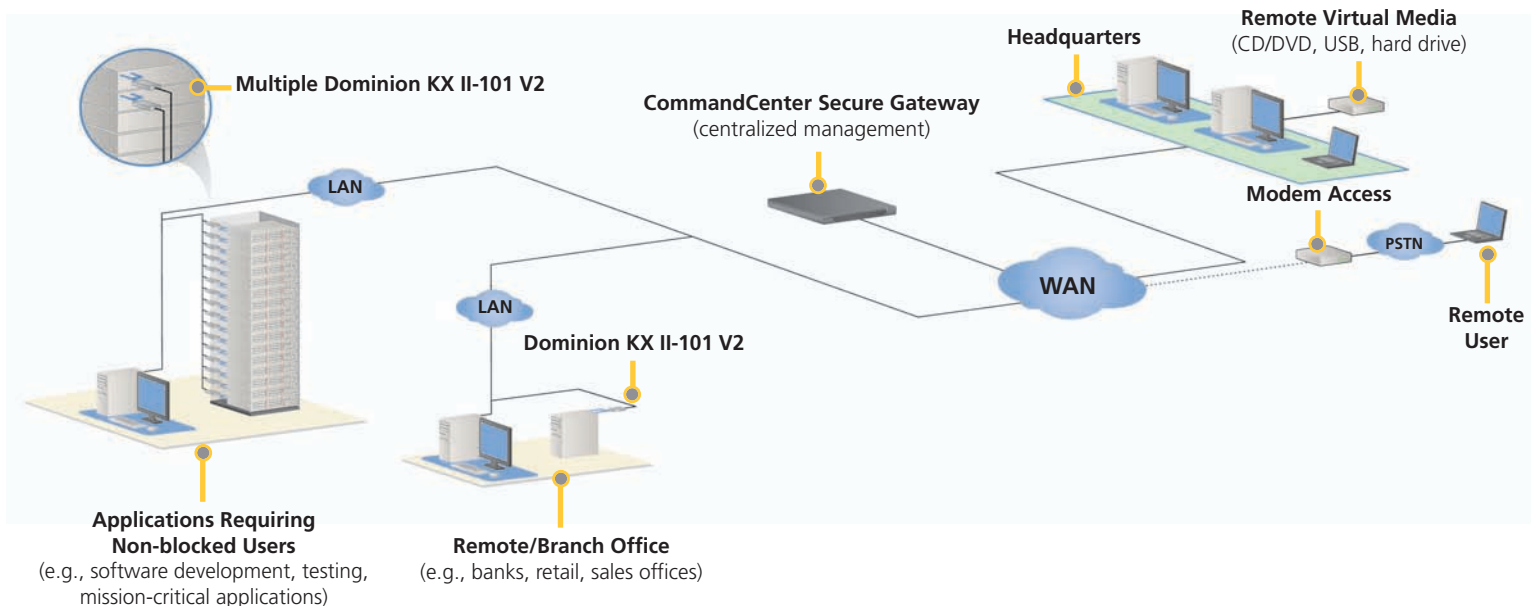 Multiple Dominion KX II-101 V2
LAN
CommandCenter Secure Gateway
(centralized management)
Headquarters
Remote Virtual Media
(CD/DVD, USB, hard drive)
Modem Access
PSTN
Remote
User
WAN
LAN
Dominion KX II-101 V2
Applications Requiring
Non-blocked Users
(e.g., software development, testing,
mission-critical applications)
Remote/Branch Office
(e.g., banks, retail, sales offices)